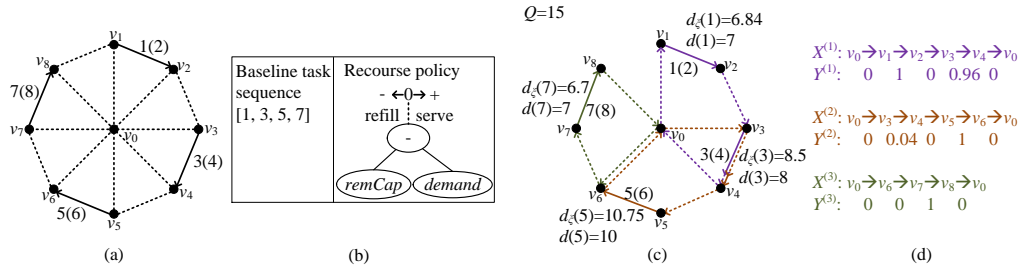 v1
1(2)
v2
v8
7(8)
v7
v0
v3
3(4)
v4
v6
5(6)
v5
(a)
Baseline task
sequence
[1, 3, 5, 7]
Recourse policy
- ←0→ +
refill serve
-
remCap demand
(b)
Q=15
dξ(1)=6.84
d(1)=7
v1
1(2)
v2
v8
dξ(7)=6.7
d(7)=7
7(8)
v7
v0
v3
3(4)
dξ(3)=8.5
d(3)=8
v4
v6
5(6)
v5
dξ(5)=10.75
d(5)=10
(c)
X(1): v0→v1→v2→v3→v4→v0
Y(1): 0 1 0 0.96 0
X(2): v0→v3→v4→v5→v6→v0
Y(2): 0 0.04 0 1 0
X(3): v0→v6→v7→v8→v0
Y(3): 0 0 1 0
(d)